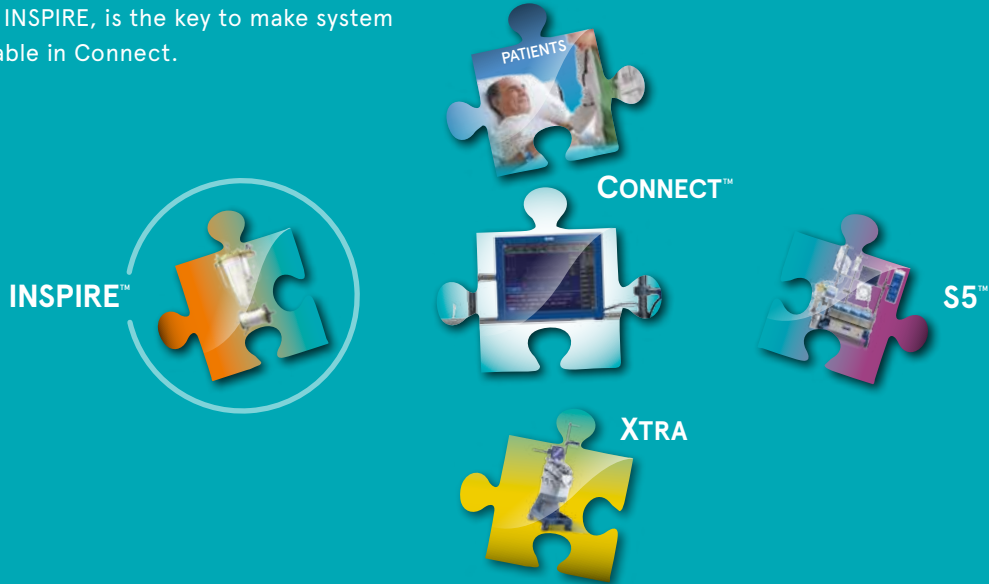 INSPIRE, is the key to make system
able in Connect.
PATIENTS
CONNECT™
INSPIRE™
S5™
XTRA